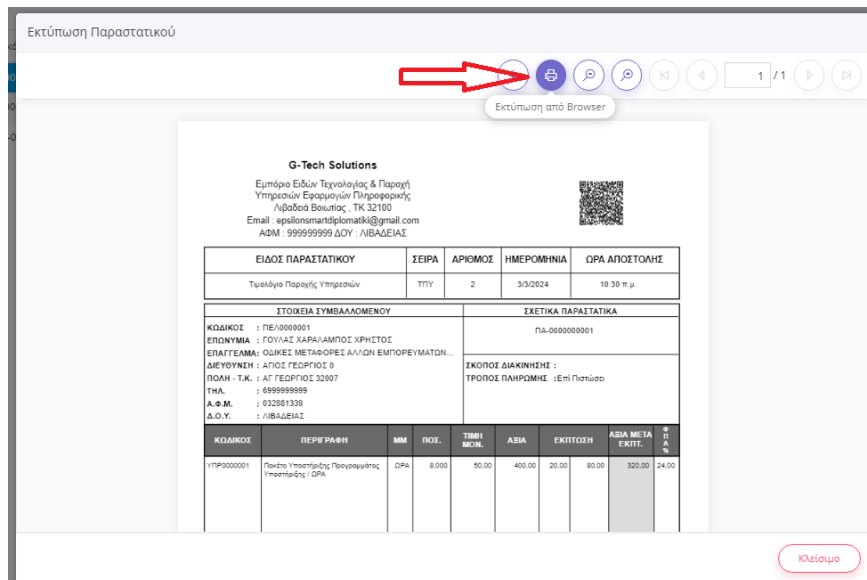 Εκτύπωση Παραστατικού
1 / 1
Εκτύπωση από Browser
G-Tech Solutions
Εμπόριο Ειδών Τεχνολογίας & Παροχή
Υπηρεσιών Εφαρμογών Πληροφορικής
Λιβαδειά Βοιωτίας , ΤΚ 32100
Email : epsilonsmartdiplomatiki@gmail.com
ΑΦΜ : 999999999 ΔΟΥ : ΛΙΒΑΔΕΙΑΣ
ΕΙΔΟΣ ΠΑΡΑΣΤΑΤΙΚΟΥ ΣΕΙΡΑ ΑΡΙΘΜΟΣ ΗΜΕΡΟΜΗΝΙΑ ΩΡΑ ΑΠΟΣΤΟΛΗΣ
Τιμολόγιο Παροχής Υπηρεσιών ΤΠΥ 2 3/3/2024 10:30 π.μ.
ΣΤΟΙΧΕΙΑ ΣΥΜΒΑΛΛΟΜΕΝΟΥ ΣΧΕΤΙΚΑ ΠΑΡΑΣΤΑΤΙΚΑ
ΚΩΔΙΚΟΣ : ΠΕΛ0000001
ΠΑ-0000000001
ΕΠΩΝΥΜΙΑ : ΓΟΥΛΑΣ ΧΑΡΑΛΑΜΠΟΣ ΧΡΗΣΤΟΣ
ΕΠΑΓΓΕΛΜΑ: ΟΔΙΚΕΣ ΜΕΤΑΦΟΡΕΣ ΑΛΛΩΝ ΕΜΠΟΡΕΥΜΑΤΩΝ...
ΔΙΕΥΘΥΝΣΗ : ΑΓΙΟΣ ΓΕΩΡΓΙΟΣ 0 ΣΚΟΠΟΣ ΔΙΑΚΙΝΗΣΗΣ :
ΠΟΛΗ - Τ.Κ. : ΑΓ ΓΕΩΡΓΙΟΣ 32007 ΤΡΟΠΟΣ ΠΛΗΡΩΜΗΣ :Επί Πιστώσει
ΤΗΛ. : 6999999999
Α.Φ.Μ. : 032881339
Δ.Ο.Υ. : ΛΙΒΑΔΕΙΑΣ
ΚΩΔΙΚΟΣ ΠΕΡΙΓΡΑΦΗ ΜΜ ΠΟΣ. ΤΙΜΗ ΜΟΝ. ΑΞΙΑ ΕΚΠΤΩΣΗ ΑΞΙΑ ΜΕΤΑ ΕΚΠΤ. Φ Π Α %
ΥΠΡ0000001 Πακέτο Υποστήριξης Προγραμμάτος ΩΡΑ 8,000 50,00 400,00 20,00 80,00 320,00 24,00
Υποστήριξης / ΩΡΑ
Κλείσιμο